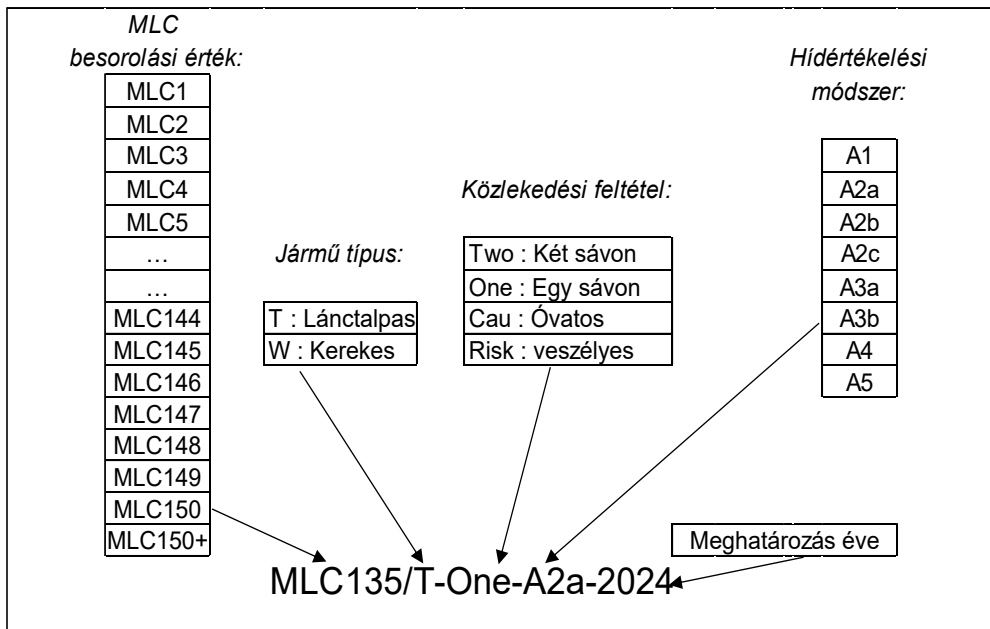 MLC
besorolási érték:
MLC1
MLC2
MLC3
MLC4
MLC5
…
…
MLC144
MLC145
MLC146
MLC147
MLC148
MLC149
MLC150
MLC150+
Jármű típus:
T : Lánctalpas
W : Kerekes
Közlekedési feltétel:
Two : Két sávon
One : Egy sávon
Cau : Óvatos
Risk : veszélyes
Hídértékelési
módszer:
A1
A2a
A2b
A2c
A3a
A3b
A4
A5
Meghatározás éve
MLC135/T-One-A2a-2024